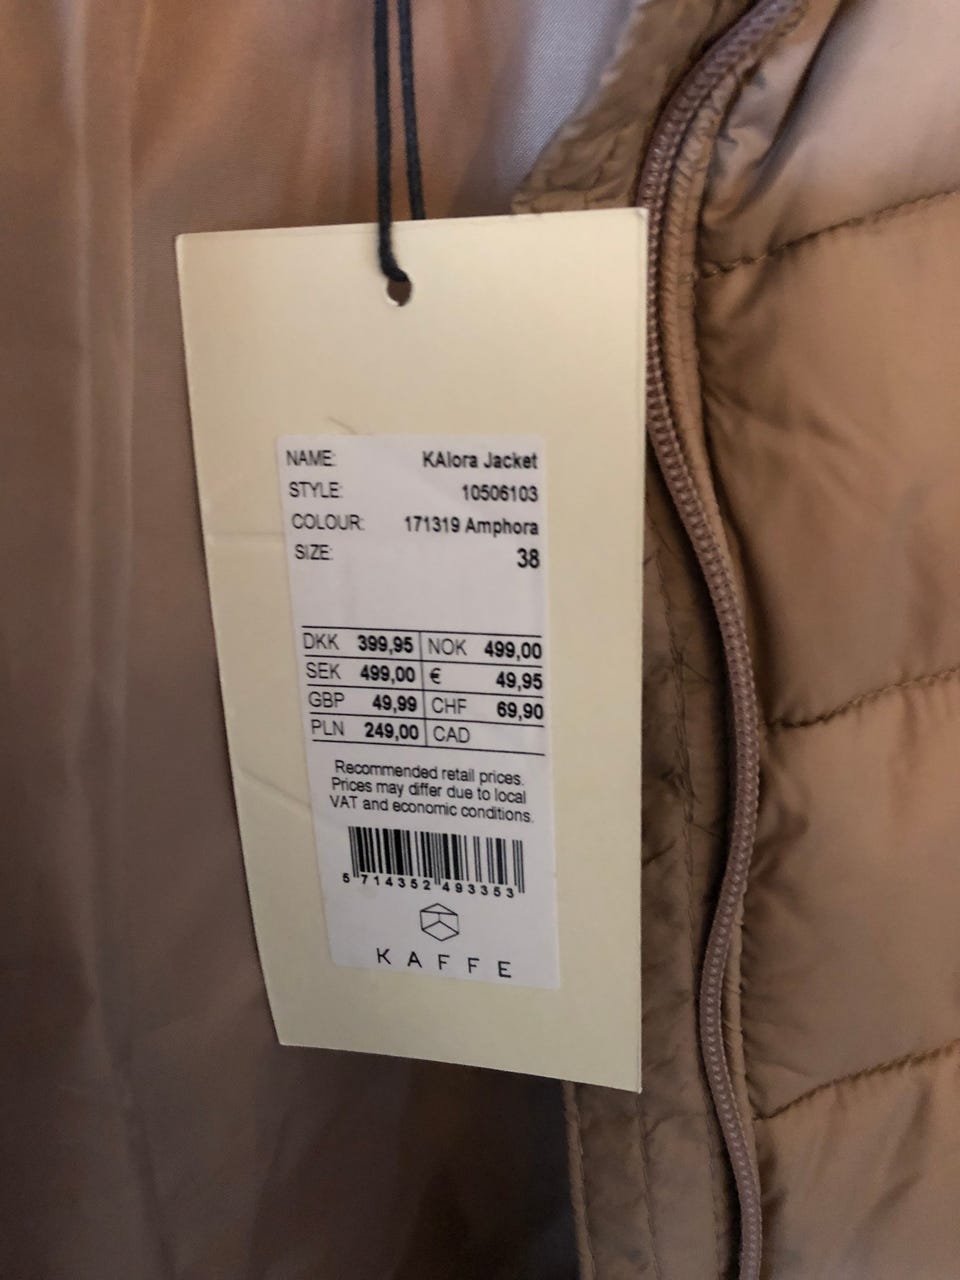 NAME: KAlora Jacket
STYLE: 10506103
COLOUR: 171319 Amphora
SIZE: 38
DKK 399,95 NOK 499,00
SEK 499,00 € 49,95
GBP 49,99 CHF 69,90
PLN 249,00 CAD
Recommended retail prices.
Prices may differ due to local
VAT and economic conditions.
5 714352 493353
KAFFE